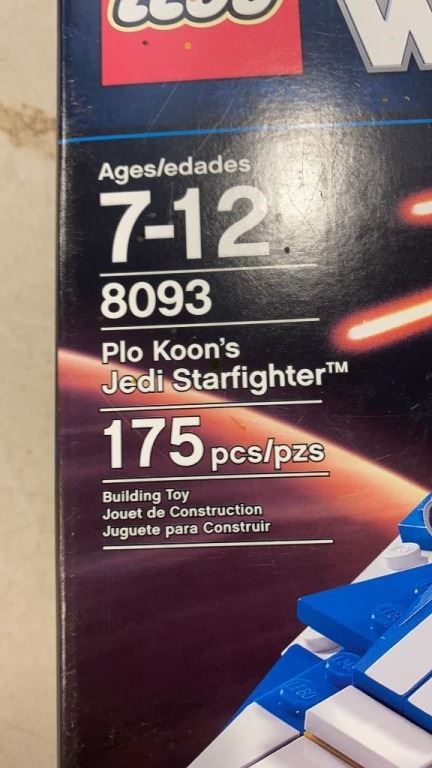 LEGO
W
Ages/edades
7-12
8093
Plo Koon's
Jedi Starfighter™
175 pcs/pzs
Building Toy
Jouet de Construction
Juguete para Construir